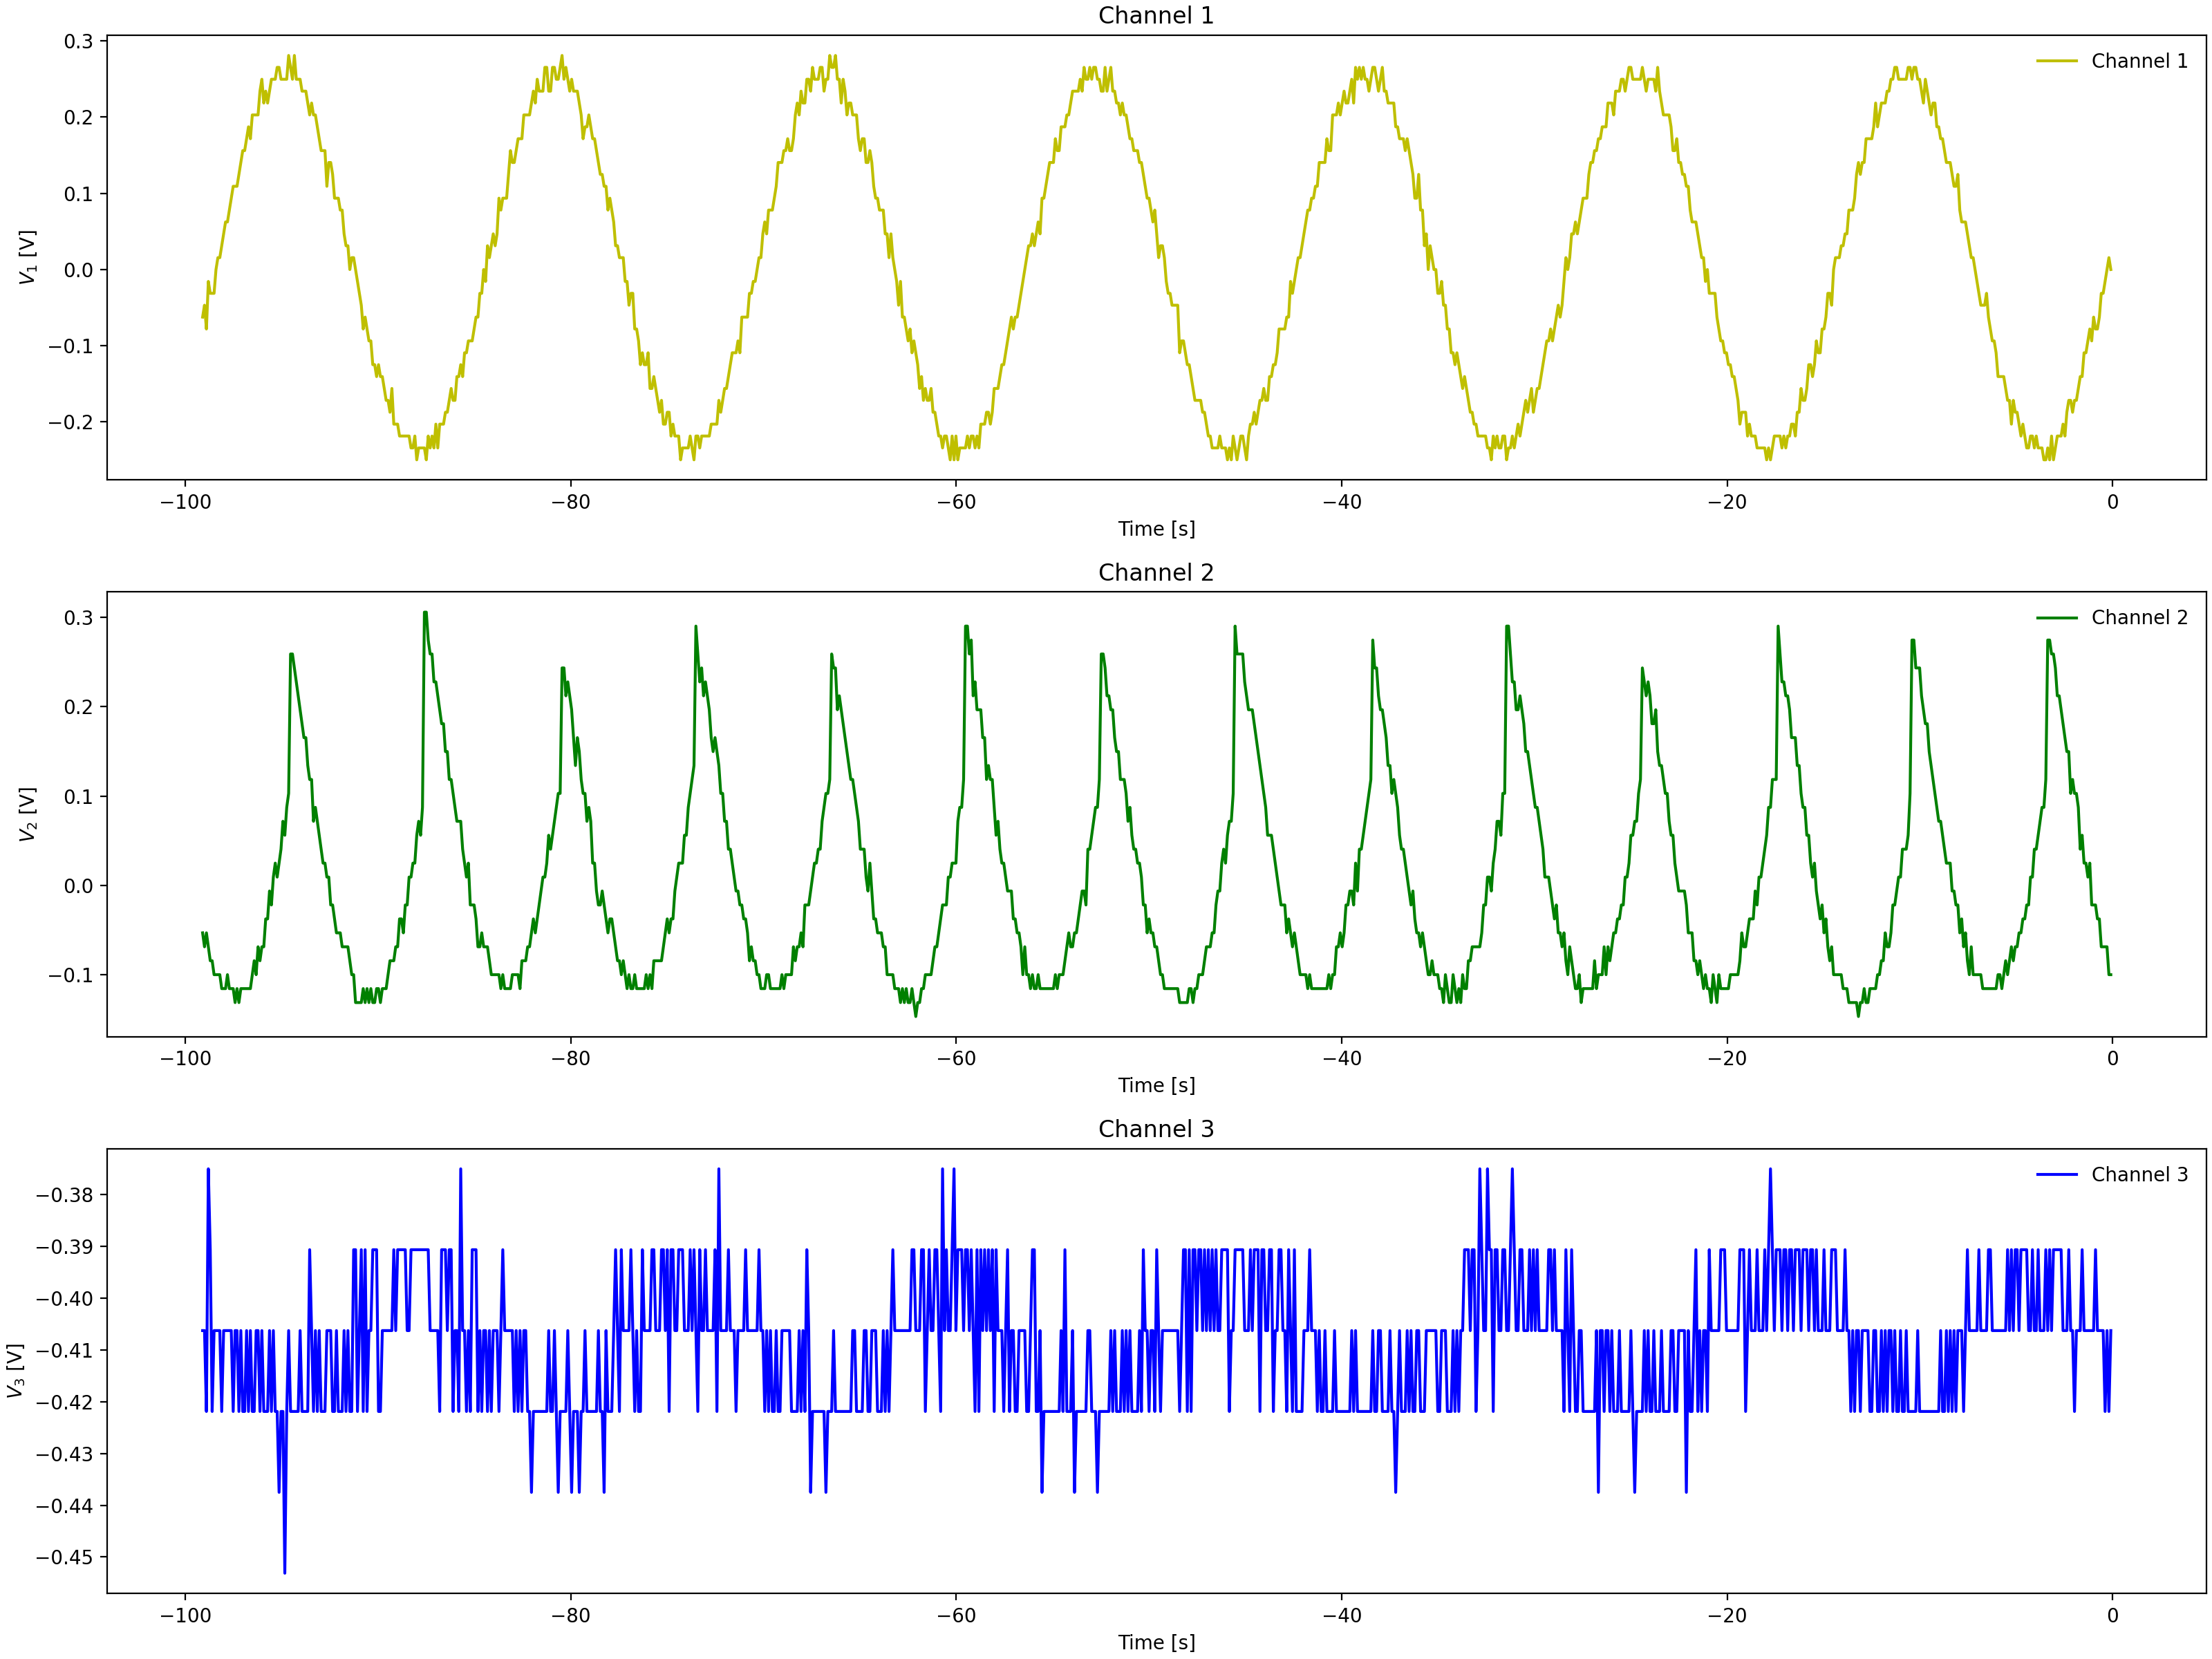 Channel 1
Channel 1
0.3
0.2
0.1
0.0
−0.1
−0.2
V1 [V]
−100 −80 −60 −40 −20 0
Time [s]
Channel 2
Channel 2
0.3
0.2
0.1
0.0
−0.1
V2 [V]
−100 −80 −60 −40 −20 0
Time [s]
Channel 3
Channel 3
−0.38
−0.39
−0.40
−0.41
−0.42
−0.43
−0.44
−0.45
V3 [V]
−100 −80 −60 −40 −20 0
Time [s]